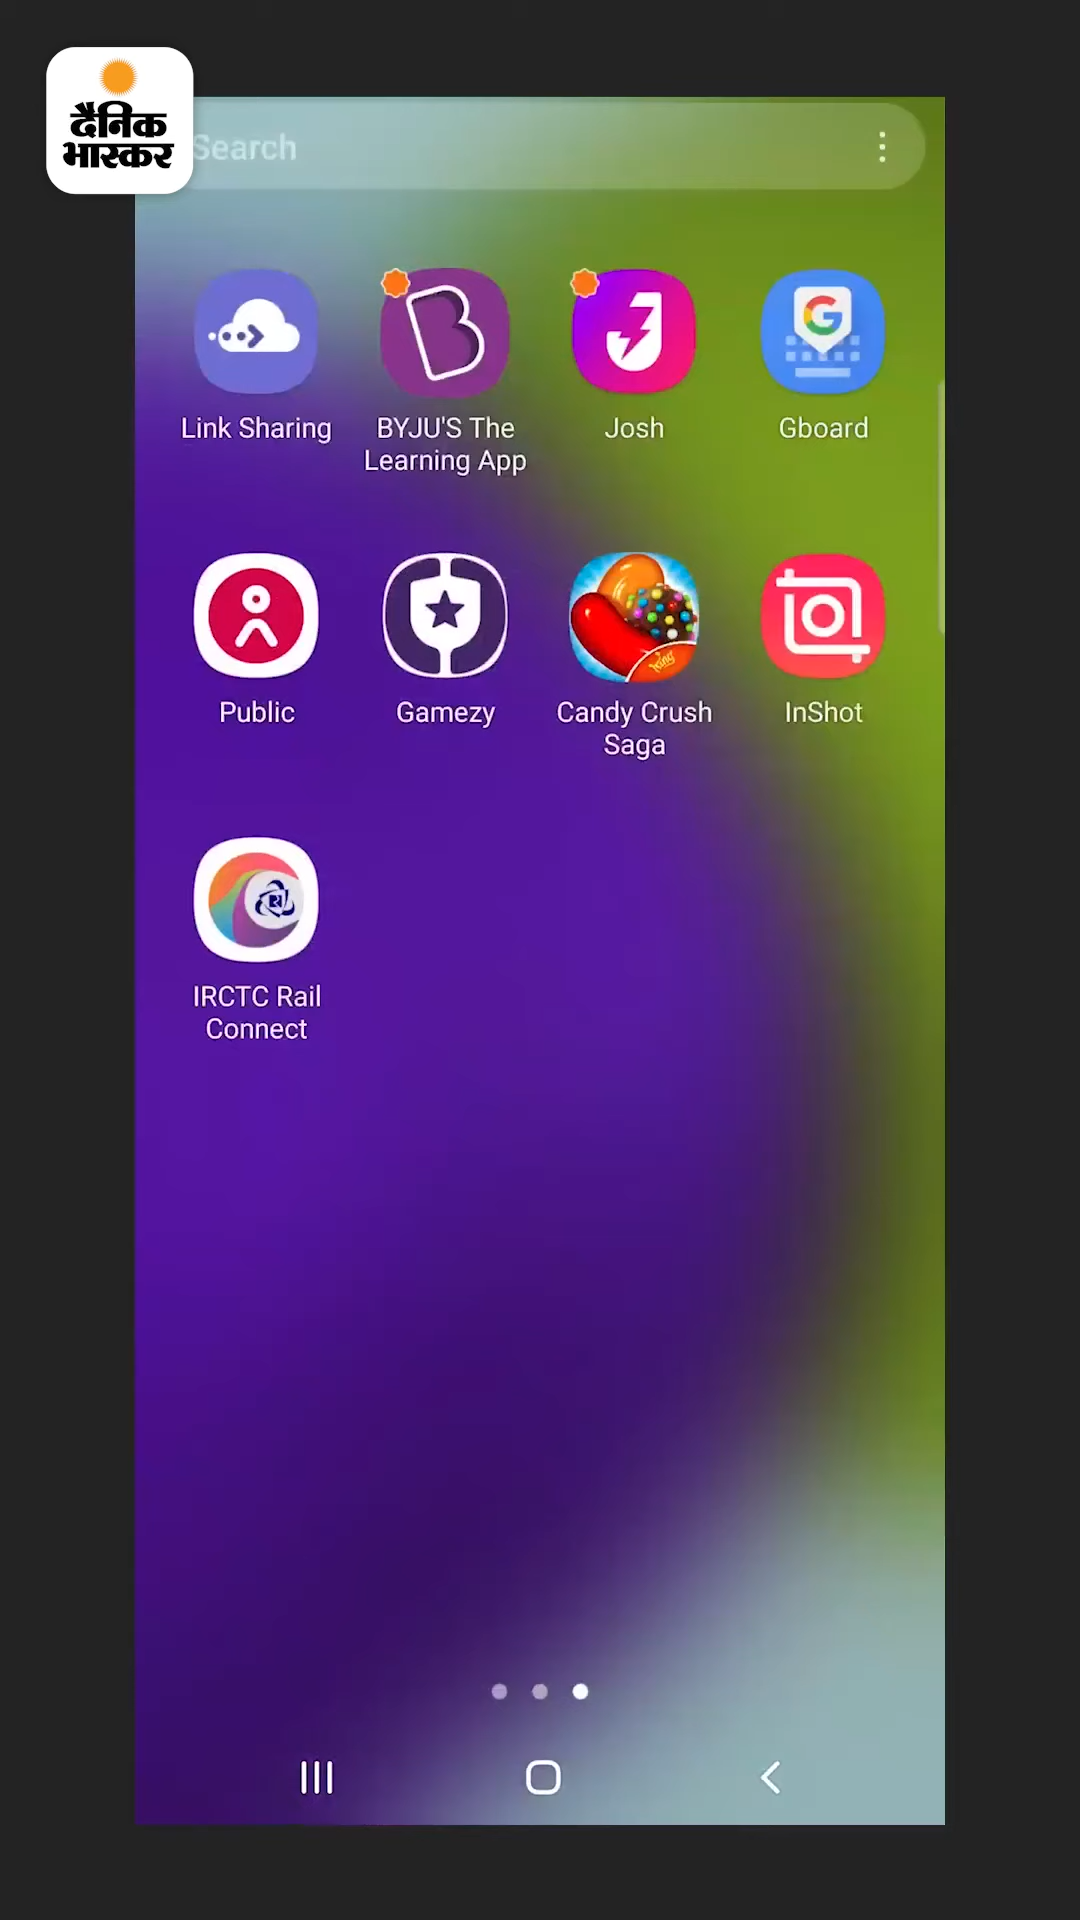 दैनिक
भास्कर
Search
Link Sharing
BYJU'S The
Learning App
Josh
Gboard
Public
Gamezy
Candy Crush
Saga
King
InShot
IRCTC Rail
Connect